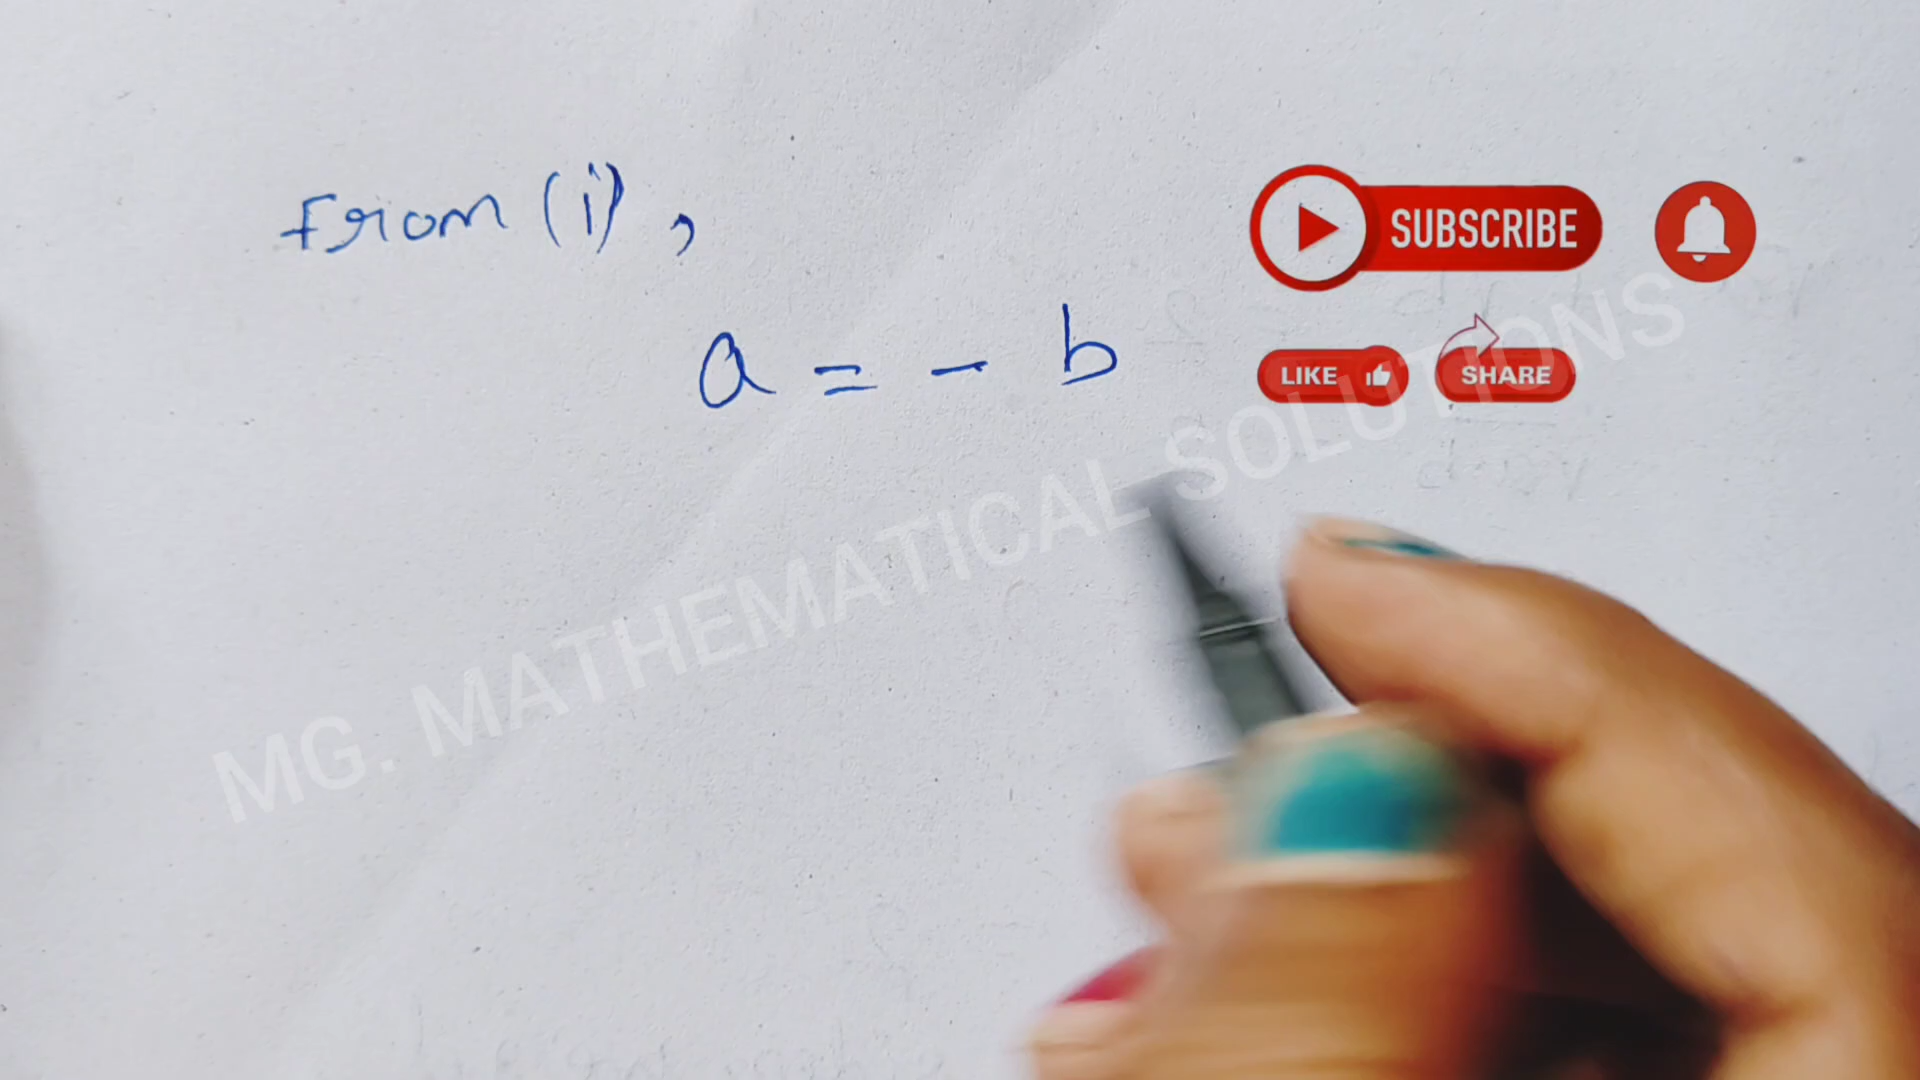 from (i),
SUBSCRIBE
a = - b
LIKE SHARE
MG. MATHEMATICAL SOLUTIONS